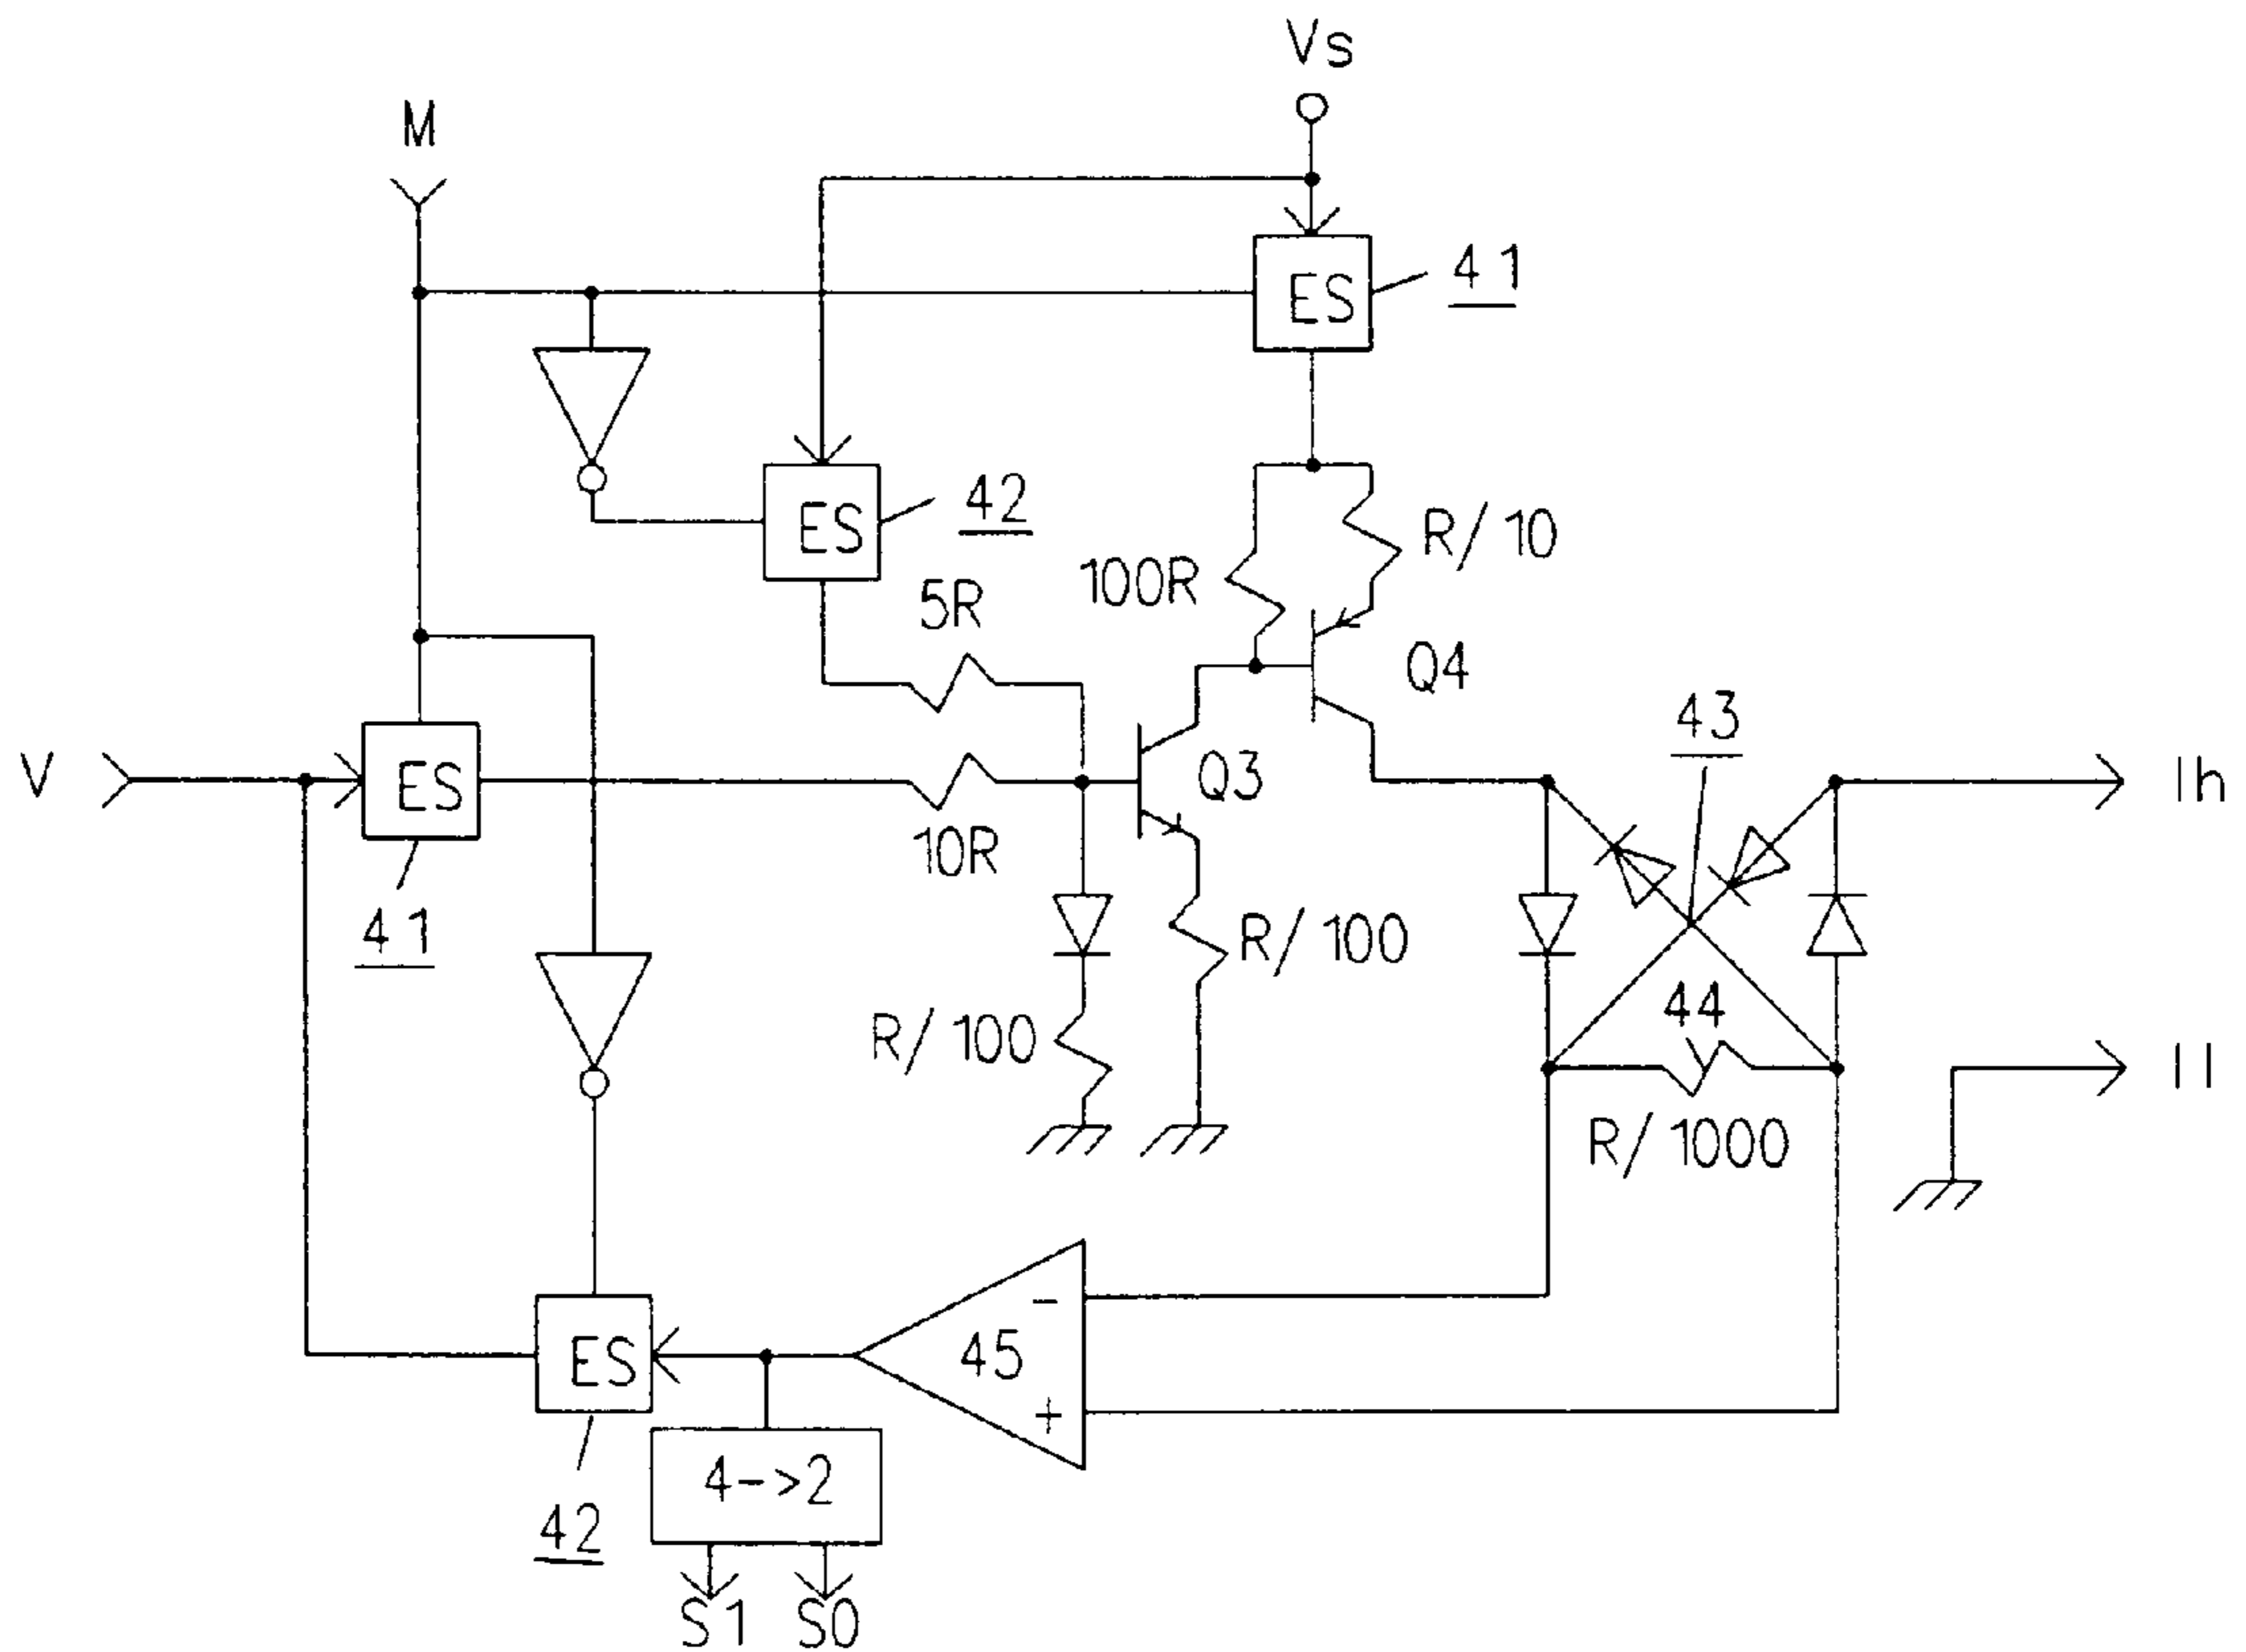 Vs
M
ES
41
ES
42
R/10
100R
5R
Q4
43
V
ES
Q3
Ih
10R
41
R/100
44
R/100
Il
R/1000
-
45
ES
+
4->2
42
S1
S0